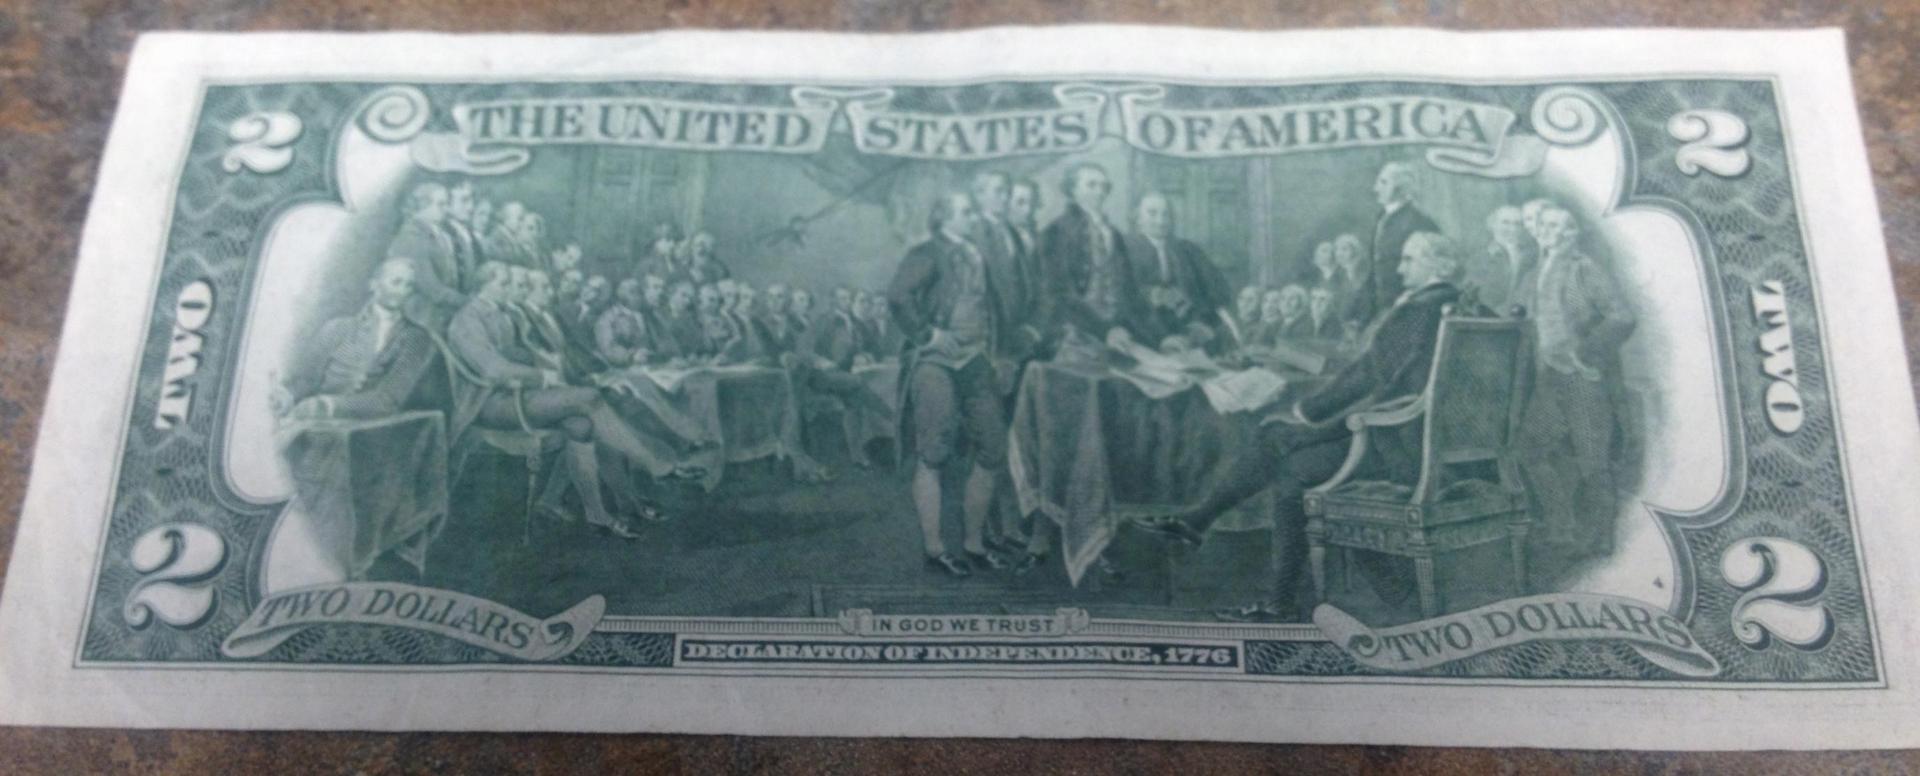 THE UNITED STATES OF AMERICA
2
2
TWO
TWO
2
2
TWO DOLLARS
TWO DOLLARS
IN GOD WE TRUST
DECLARATION OF INDEPENDENCE, 1776